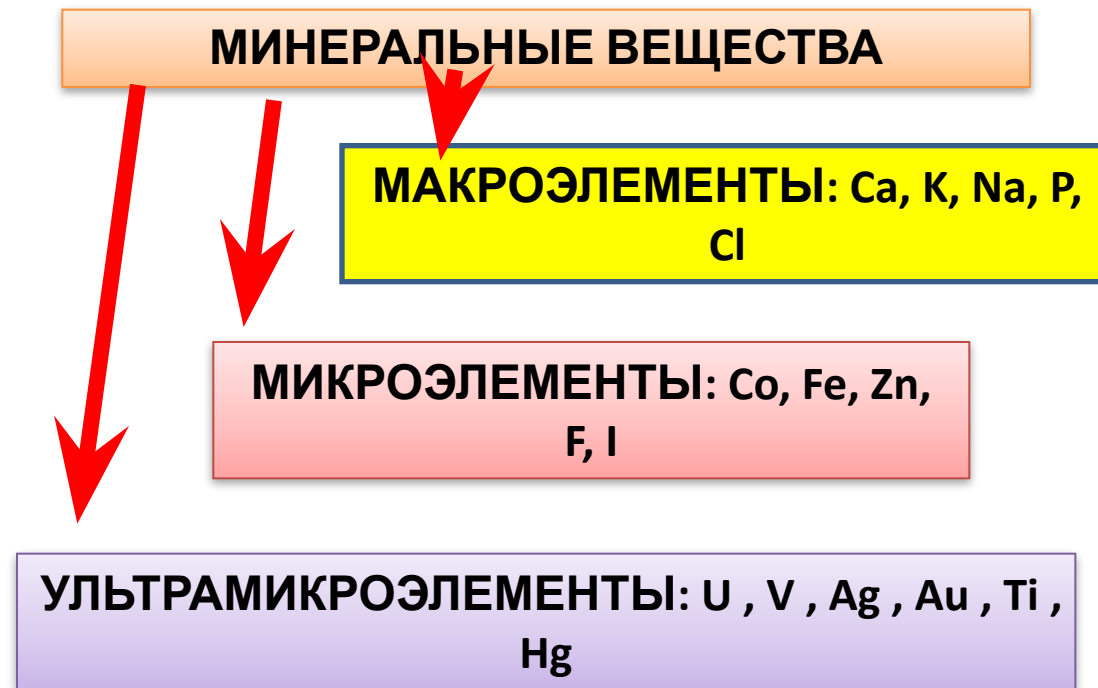 МИНЕРАЛЬНЫЕ ВЕЩЕСТВА
МАКРОЭЛЕМЕНТЫ: Ca, K, Na, P,
Cl
МИКРОЭЛЕМЕНТЫ: Co, Fe, Zn,
F, I
УЛЬТРАМИКРОЭЛЕМЕНТЫ: U , V , Ag , Au , Ti ,
Hg